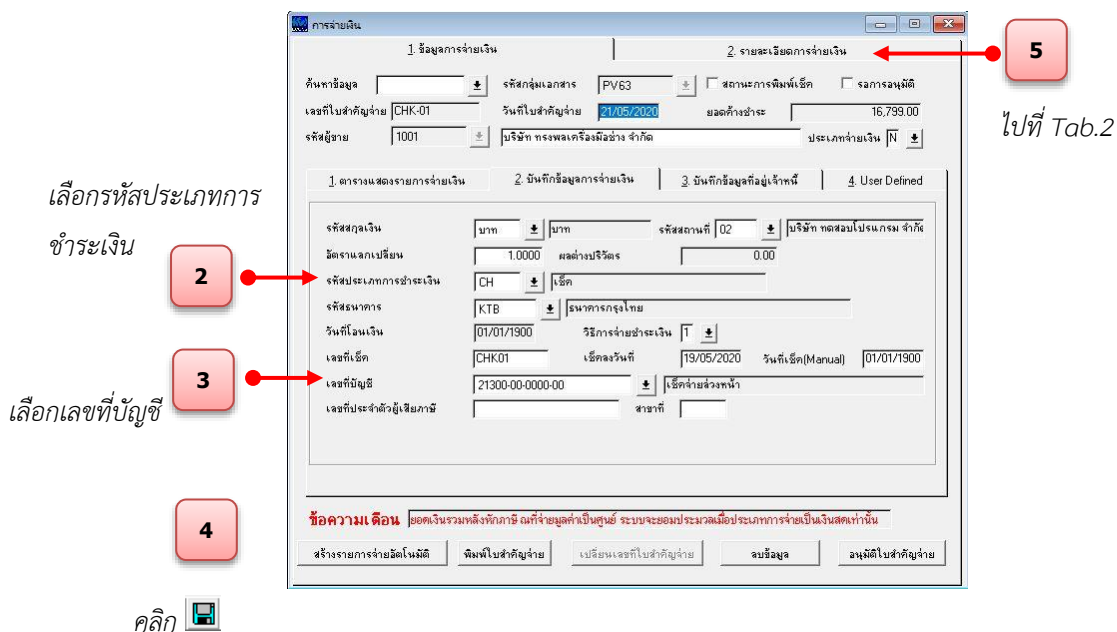 การจ่ายเงิน
1. ข้อมูลการจ่ายเงิน
2. รายละเอียดการจ่ายเงิน
5
ไปที่ Tab.2
ค้นหาข้อมูล รหัสกลุ่มเอกสาร PV63 สถานะการพิมพ์เช็ค รอการอนุมัติ
เลขที่ใบสำคัญจ่าย CHK-01 วันที่ใบสำคัญจ่าย 21/05/2020 ยอดค้างชำระ 16,799.00
รหัสผู้ขาย 1001 บริษัท ทรงพลเครื่องมือช่าง จำกัด ประเภทจ่ายเงิน N
1. ตารางแสดงรายการจ่ายเงิน 2. บันทึกข้อมูลการจ่ายเงิน 3. บันทึกข้อมูลที่อยู่เจ้าหนี้ 4. User Defined
เลือกรหัสประเภทการ
ชำระเงิน
2
รหัสสกุลเงิน บาท บาท รหัสสถานที่ 02 บริษัท ทดสอบโปรแกรม จำกัด
อัตราแลกเปลี่ยน 1.0000 ผลต่างปริวัตร 0.00
รหัสประเภทการชำระเงิน CH เช็ค
รหัสธนาคาร KTB ธนาคารกรุงไทย
วันที่โอนเงิน 01/01/1900 วิธีการจ่ายชำระเงิน 1
เลขที่เช็ค CHK01 เช็คลงวันที่ 19/05/2020 วันที่เช็ค(Manual) 01/01/1900
3
เลือกเลขที่บัญชี
เลขที่บัญชี 21300-00-0000-00 เช็คจ่ายล่วงหน้า
เลขที่ประจำตัวผู้เสียภาษี สาขาที่
4
คลิก
ข้อความเตือน ยอดเงินรวมหลังหักภาษี ณที่จ่ายมูลค่าเป็นศูนย์ ระบบจะยอมประมวลเมื่อประเภทการจ่ายเป็นเงินสดเท่านั้น
สร้างรายการจ่ายอัตโนมัติ พิมพ์ใบสำคัญจ่าย เปลี่ยนเลขที่ใบสำคัญจ่าย ลบข้อมูล อนุมัติใบสำคัญจ่าย